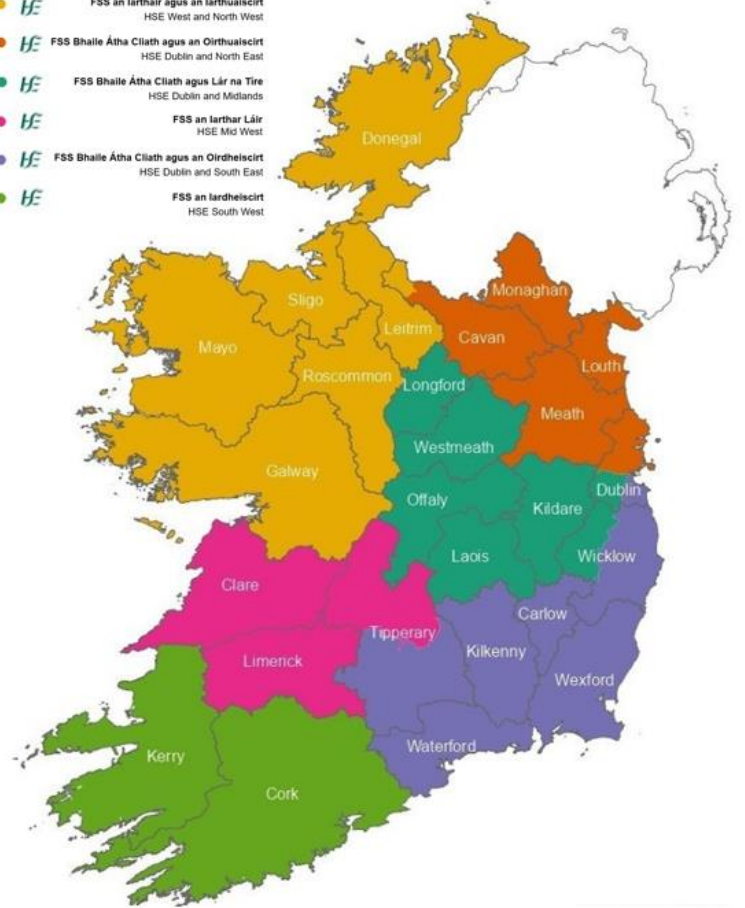 FSS an Iarthair agus an Iarthuaiscirt
HSE West and North West
FSS Bhaile Átha Cliath agus an Oirthuaiscirt
HSE Dublin and North East
FSS Bhaile Átha Cliath agus Lár na Tíre
HSE Dublin and Midlands
FSS an Iarthar Láir
HSE Mid West
FSS Bhaile Átha Cliath agus an Oirdheiscirt
HSE Dublin and South East
FSS an Iardheiscirt
HSE South West
Donegal
Monaghan
Sligo
Leitrim
Cavan
Mayo
Louth
Roscommon
Longford
Meath
Westmeath
Galway
Dublin
Offaly
Kildare
Laois
Wicklow
Clare
Carlow
Tipperary
Kilkenny
Limerick
Wexford
Waterford
Kerry
Cork